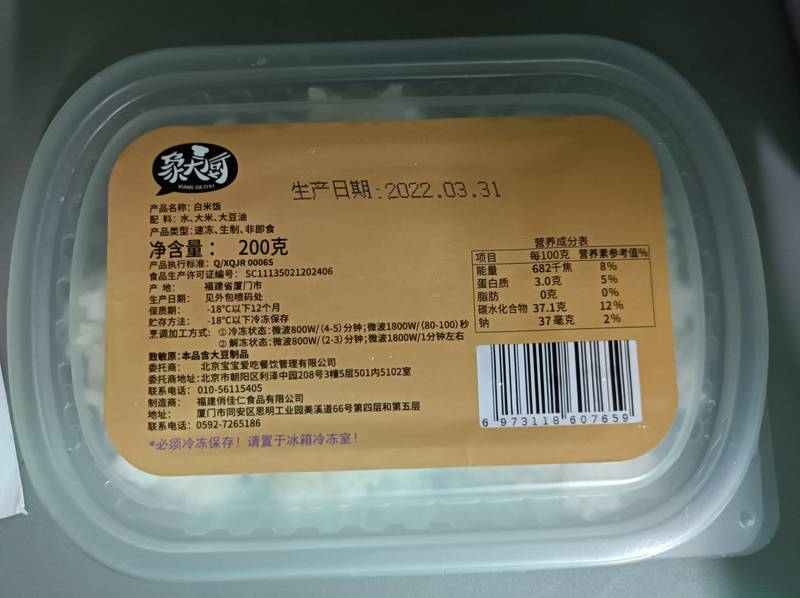 象大厨
XIANG DA CHU
生产日期:2022.03.31
产品名称：白米饭
配 料：水、大米、大豆油
产品类型：速冻、生制、非即食
净含量： 200克
产品执行标准：Q/XQJR 0006S
食品生产许可证编号： SC11135021202406
产 地： 福建省厦门市
生产日期： 见外包喷码处
保质期： -18℃以下12个月
贮存方法： -18℃以下冷冻保存
烹调加工方式：①冷冻状态：微波800W/（4-5）分钟；微波1800W/（80-100）秒
②解冻状态：微波800W/（2-3）分钟；微波1800W/1分钟左右
致敏原：本品含大豆制品
委托商： 北京宝宝爱吃餐饮管理有限公司
委托商地址：北京市朝阳区利泽中园208号3幢5层501内5102室
联系电话： 010-56115405
制造商： 福建俏佳仁食品有限公司
地址： 厦门市同安区思明工业园美溪道66号第四层和第五层
联系电话：0592-7265186
*必须冷冻保存！请置于冰箱冷冻室！
营养成分表
项目 每100克 营养素参考值%
能量 682千焦 8%
蛋白质 3.0克 5%
脂肪 0克 0%
碳水化合物 37.1克 12%
钠 37毫克 2%
6 973118 607659